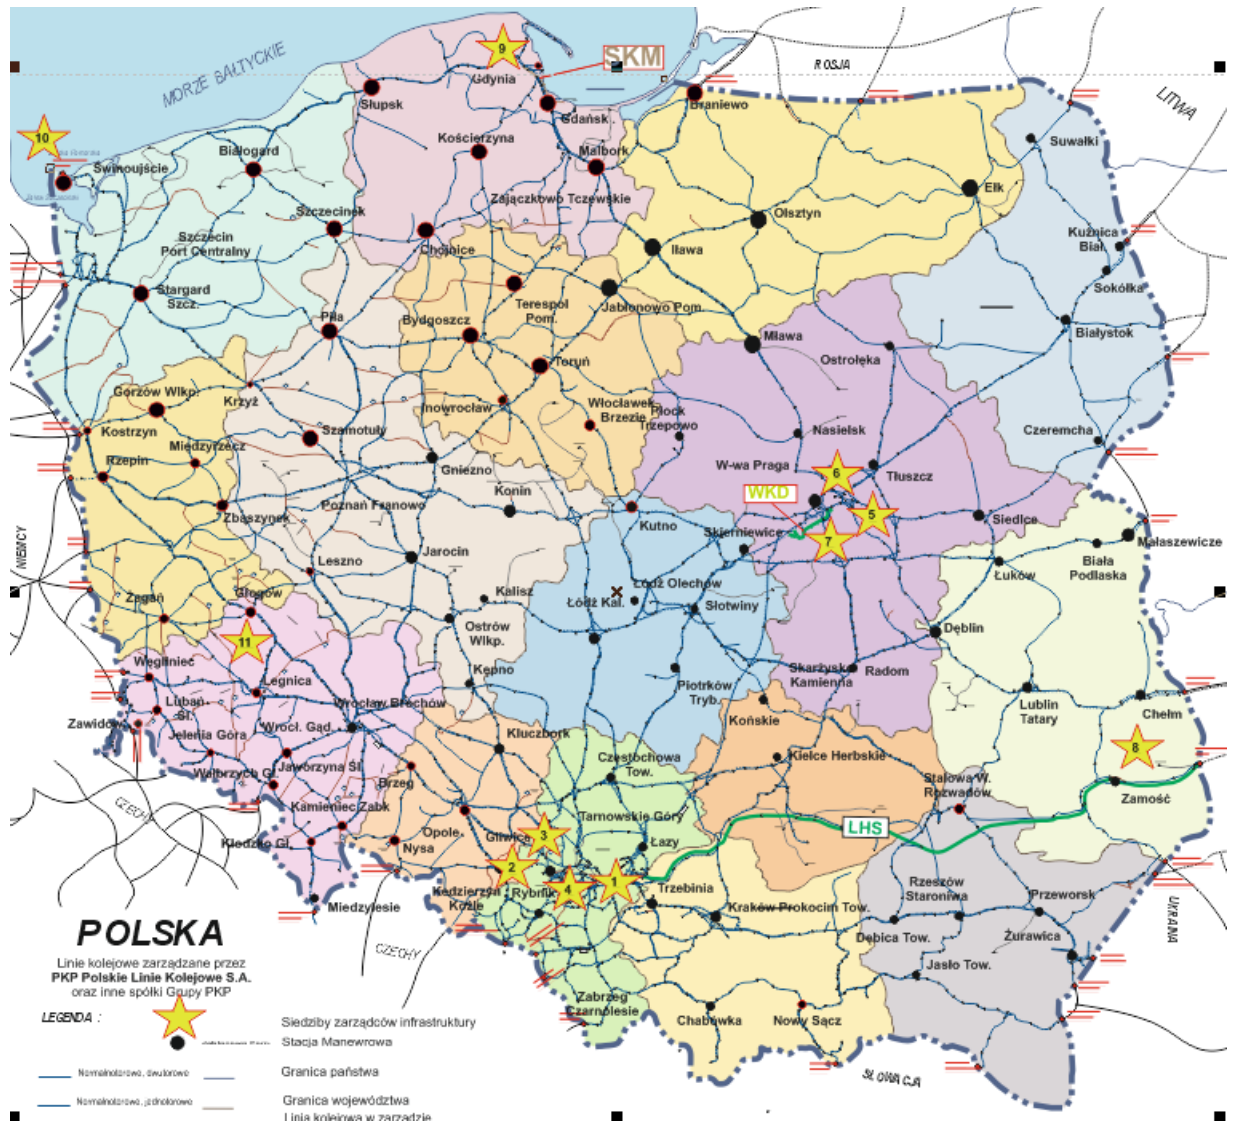 MORZE BAŁTYCKIE
9
SKM
ROSJA
LITWA
Gdynia
Słupsk
Braniewo
Gdańsk
10
Kościerzyna
Suwałki
Białogard
Malbork
Świnoujście
Ełk
Zajączkowo Tczewskie
Szczecinek
Olsztyn
Szczecin
Port Centralny
Chojnice
Iława
Kuźnica
Biał.
Stargard
Szcz.
Sokółka
Terespol
Pom.
Jabłonowo Pom.
Piła
Bydgoszcz
Mława
Białystok
Ostrołęka
Toruń
Gorzów Wlkp.
Krzyż
Inowrocław
Włocławek
Brzezie
Płock
Trzepowo
Kostrzyn
Szamotuły
Nasielsk
Czeremcha
Międzyrzecz
Rzepin
Gniezno
W-wa Praga
6
Tłuszcz
Konin
WKD
Zbąszynek
Poznań Franowo
Kutno
5
Siedlce
Skierniewice
7
NIEMCY
Małaszewicze
Jarocin
Leszno
Biała
Podlaska
Łuków
Łódź Olechów
Żagań
Głogów
Kalisz
Łódź Kal.
Słotwiny
Ostrów
Wlkp.
Dęblin
11
Węgliniec
Skarżysko
Kamienna
Radom
Legnica
Kępno
Piotrków
Tryb.
Lubań
Śl.
Wrocław Brochów
Lublin
Tatary
Chełm
Zawidów
Końskie
Jelenia Góra
Wrocł. Gąd.
Kluczbork
8
Częstochowa
Tow.
Kielce Herbskie
Wałbrzych Gł.
Jaworzyna Śl.
Brzeg
Stalowa W.
Rozwadów
Zamość
CZECHY
Kamieniec Ząbk
Tarnowskie Góry
LHS
Opole
Gliwice
3
Kłodzko Gł.
Nysa
Łazy
2
Kędzierzyn
Koźle
Rybnik
4
1
Trzebinia
Rzeszów
Staroniwa
Przeworsk
Międzylesie
Kraków Prokocim Tow.
UKRAINA
Dębica Tow.
Żurawica
CZECHY
Jasło Tow.
Zabrzeg
Czarnolesie
Chabówka
Nowy Sącz
SŁOWACJA
POLSKA
Linie kolejowe zarządzane przez
PKP Polskie Linie Kolejowe S.A.
oraz inne spółki Grupy PKP
LEGENDA :
Siedziby zarządców infrastruktury
Stacja Manewrowa
Normalnotorowe, dwutorowe
Granica państwa
Normalnotorowe, jednotorowe
Granica województwa
Linia kolejowa w zarządzie